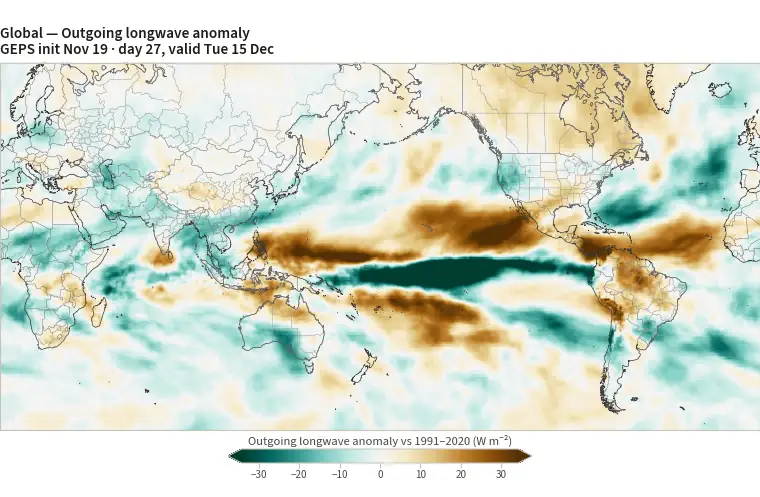 Global — Outgoing longwave anomaly
GEPS init Nov 19 · day 27, valid Tue 15 Dec
Outgoing longwave anomaly vs 1991–2020 (W m⁻²)
−30 −20 −10 0 10 20 30